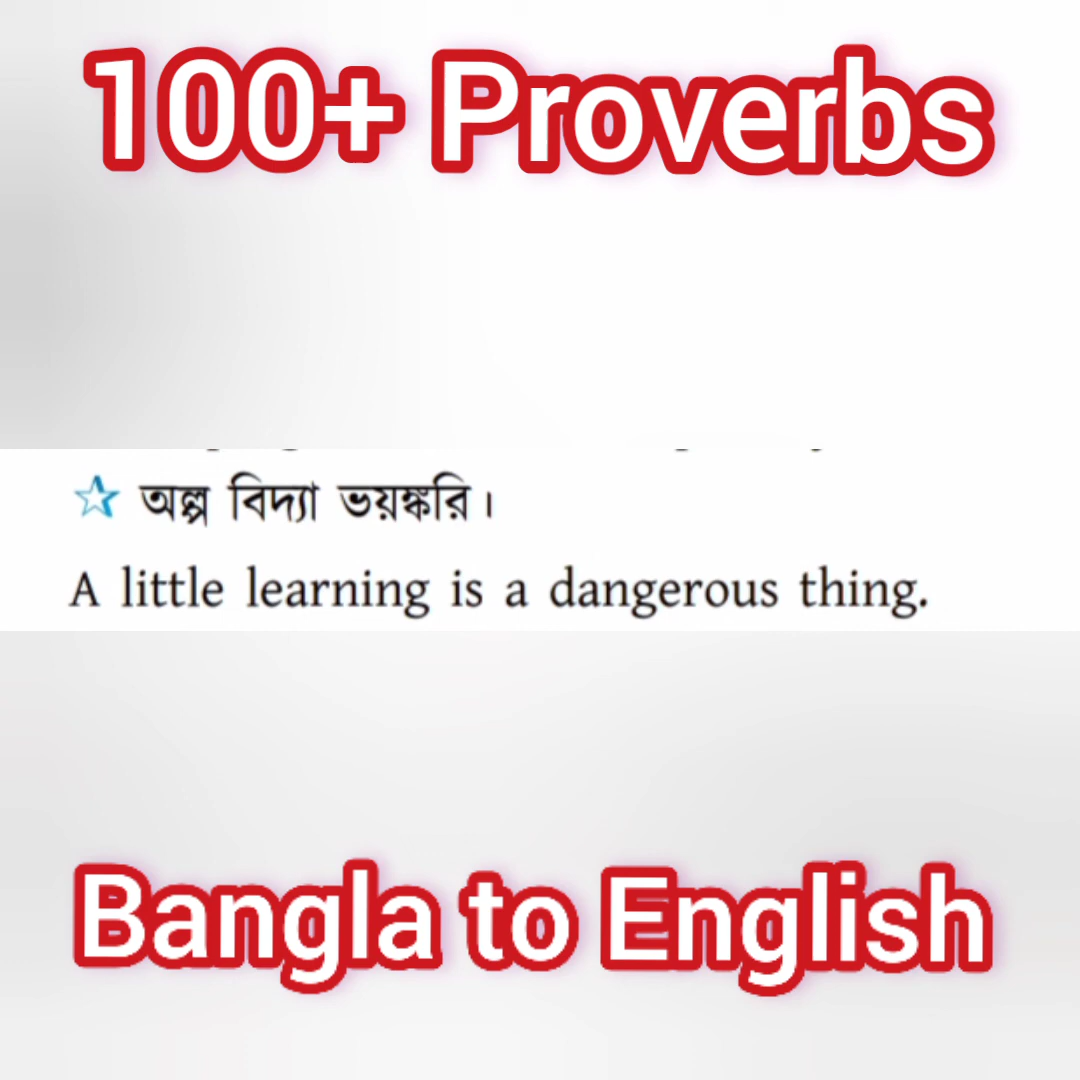 100+ Proverbs
☆ অল্প বিদ্যা ভয়ঙ্করি।
A little learning is a dangerous thing.
Bangla to English